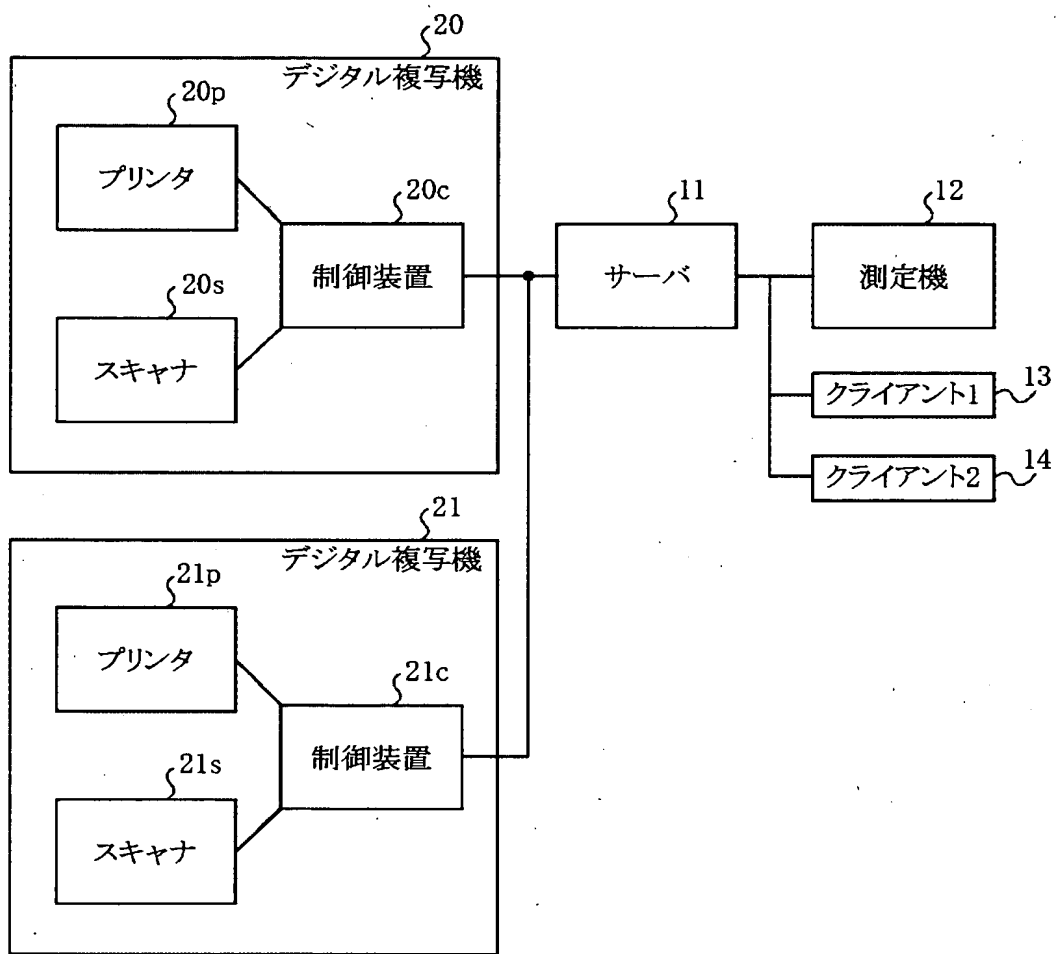 20
デジタル複写機
20p
プリンタ
20c
制御装置
20s
スキャナ
11
サーバ
12
測定機
クライアント1
13
クライアント2
14
21
デジタル複写機
21p
プリンタ
21c
制御装置
21s
スキャナ